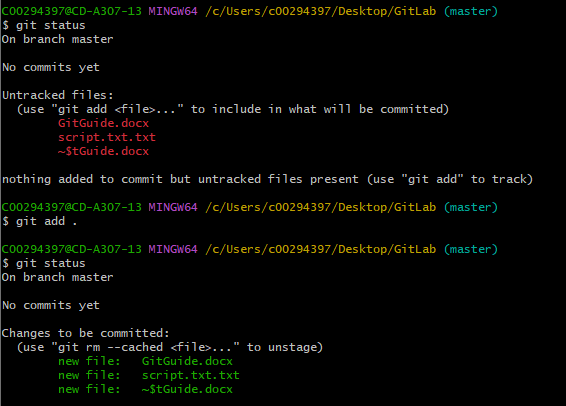 C00294397@CD-A307-13 MINGW64 /c/Users/c00294397/Desktop/GitLab (master)
$ git status
On branch master
No commits yet
Untracked files:
(use "git add <file>..." to include in what will be committed)
GitGuide.docx
script.txt.txt
~$tGuide.docx
nothing added to commit but untracked files present (use "git add" to track)
C00294397@CD-A307-13 MINGW64 /c/Users/c00294397/Desktop/GitLab (master)
$ git add .
C00294397@CD-A307-13 MINGW64 /c/Users/c00294397/Desktop/GitLab (master)
$ git status
On branch master
No commits yet
Changes to be committed:
(use "git rm --cached <file>..." to unstage)
new file:   GitGuide.docx
new file:   script.txt.txt
new file:   ~$tGuide.docx